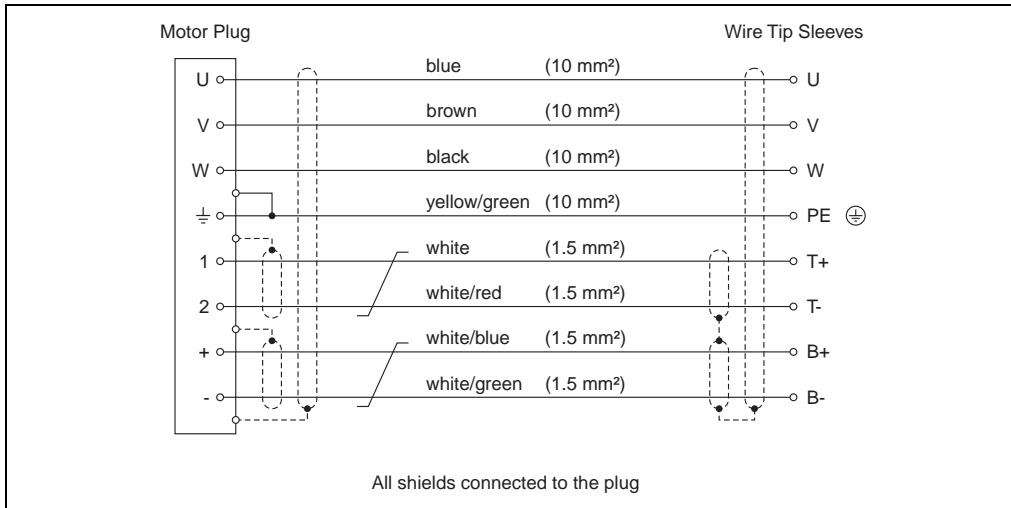 Motor Plug Wire Tip Sleeves
U blue (10 mm²) U
V brown (10 mm²) V
W black (10 mm²) W
yellow/green (10 mm²) PE
1 white (1.5 mm²) T+
2 white/red (1.5 mm²) T-
+ white/blue (1.5 mm²) B+
- white/green (1.5 mm²) B-
All shields connected to the plug